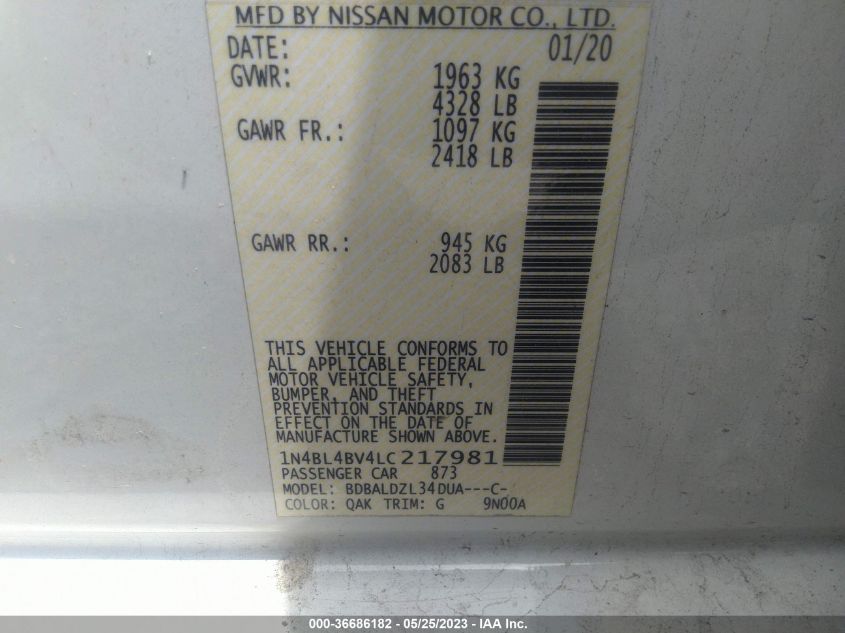 MFD BY NISSAN MOTOR CO., LTD.
DATE: 01/20
GVWR: 1963 KG
4328 LB
GAWR FR.: 1097 KG
2418 LB
GAWR RR.: 945 KG
2083 LB
THIS VEHICLE CONFORMS TO
ALL APPLICABLE FEDERAL
MOTOR VEHICLE SAFETY,
BUMPER, AND THEFT
PREVENTION STANDARDS IN
EFFECT ON THE DATE OF
MANUFACTURE SHOWN ABOVE.
1N4BL4BV4LC217981
PASSENGER CAR 873
MODEL: BDBALDZL34DUA---C-
COLOR: QAK TRIM: G 9N00A
000-36686182 - 05/25/2023 - IAA Inc.